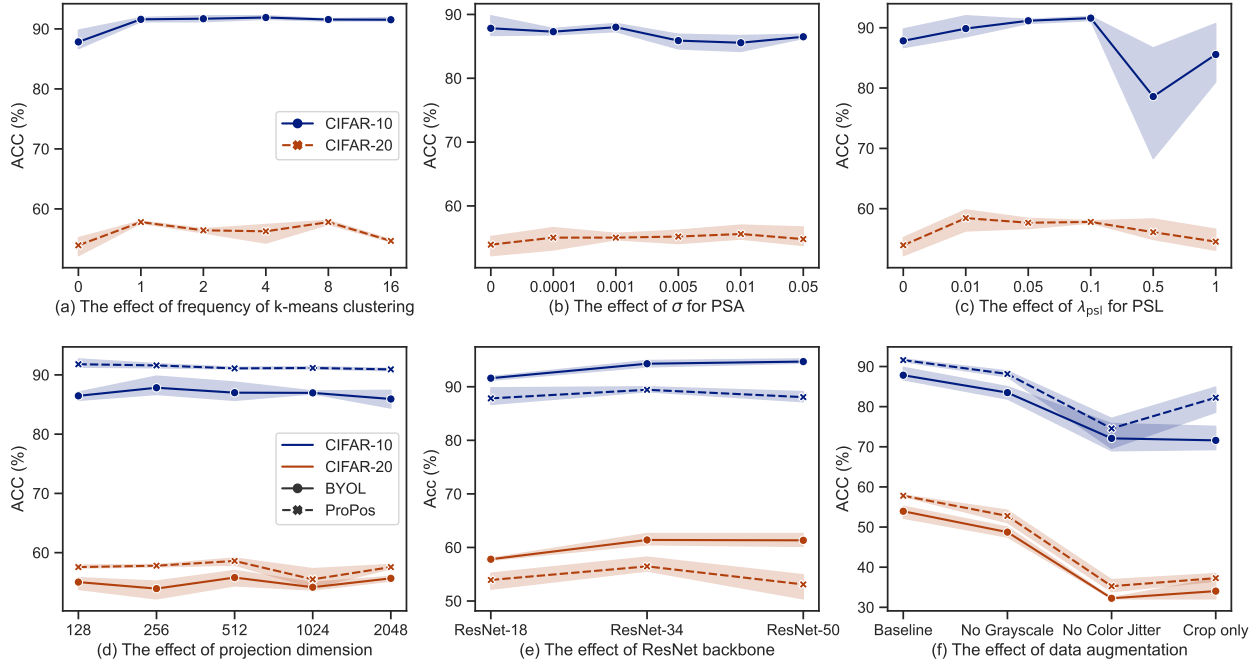 90
80
70
60
ACC (%)
CIFAR-10
CIFAR-20
0 1 2 4 8 16
(a) The effect of frequency of k-means clustering
90
80
70
60
ACC (%)
0 0.0001 0.001 0.005 0.01 0.05
(b) The effect of σ for PSA
90
80
70
60
ACC (%)
0 0.01 0.05 0.1 0.5 1
(c) The effect of λpsl for PSL
90
80
70
60
ACC (%)
CIFAR-10
CIFAR-20
BYOL
ProPos
128 256 512 1024 2048
(d) The effect of projection dimension
90
80
70
60
50
Acc (%)
ResNet-18 ResNet-34 ResNet-50
(e) The effect of ResNet backbone
90
80
70
60
50
40
30
ACC (%)
Baseline No Grayscale No Color Jitter Crop only
(f) The effect of data augmentation